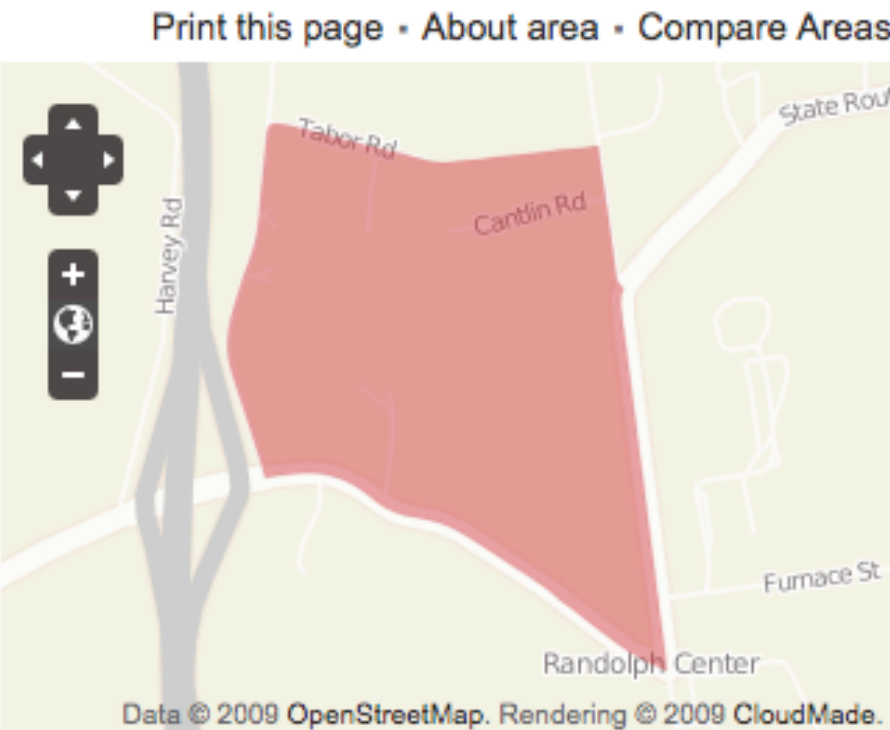 Print this page · About area · Compare Areas
Tabor Rd
State Rou
Harvey Rd
Cantlin Rd
Furnace St
Randolph Center
Data © 2009 OpenStreetMap. Rendering © 2009 CloudMade.